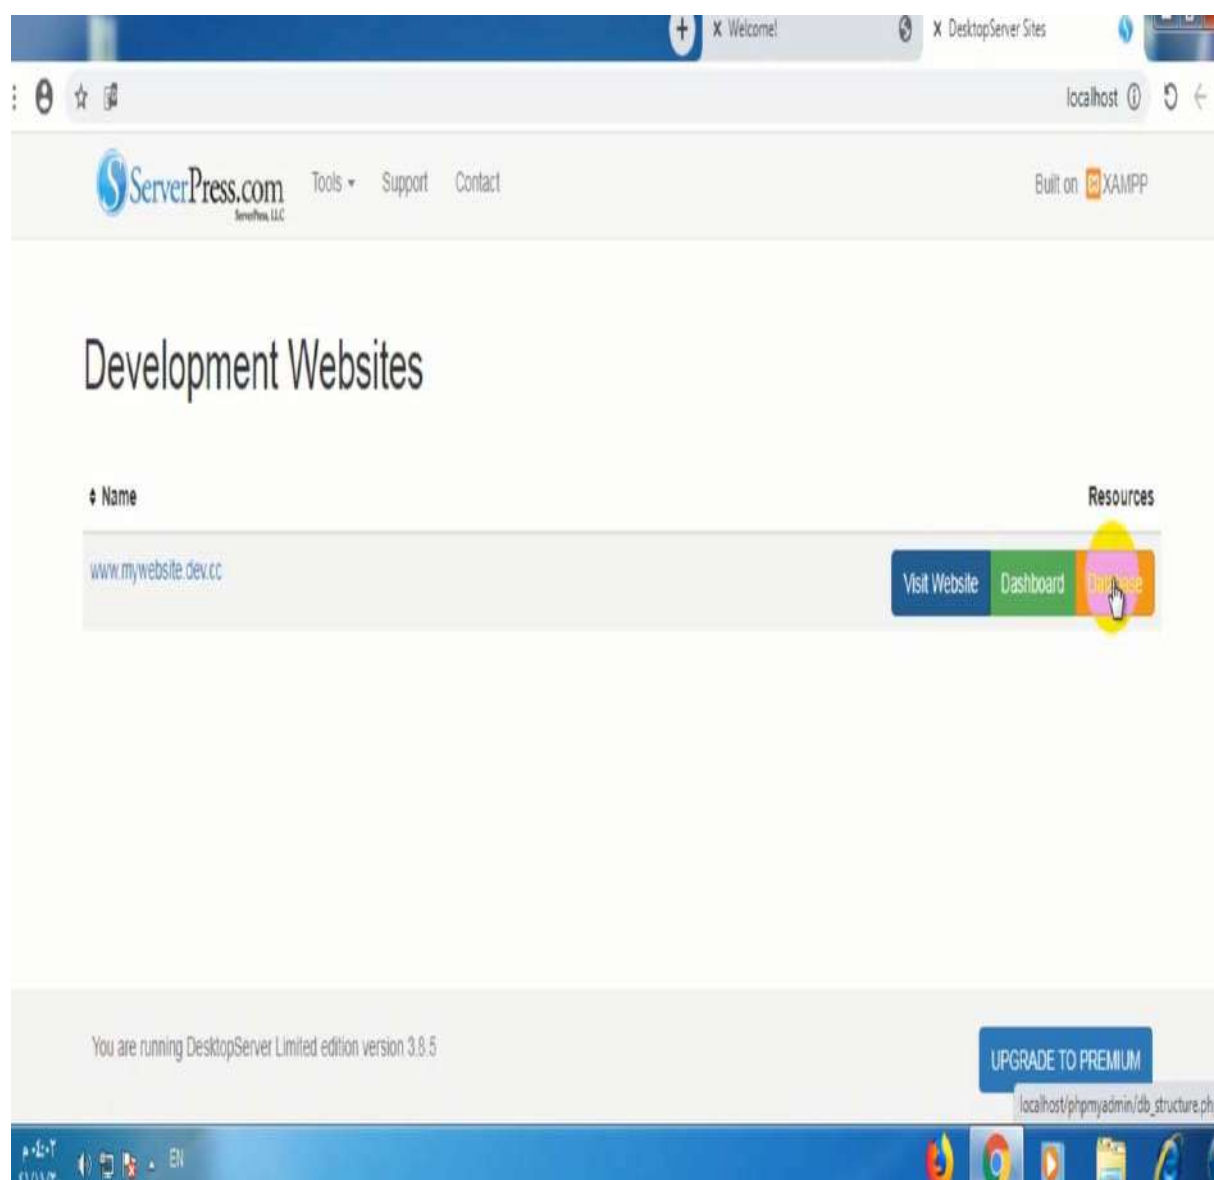 X Welcome!
X DesktopServer Sites
localhost
ServerPress.com
ServerPress, LLC
Tools
Support
Contact
Built on XAMPP
Development Websites
Name
Resources
www.mywebsite.dev.cc
Visit Website
Dashboard
Database
You are running DesktopServer Limited edition version 3.8.5
UPGRADE TO PREMIUM
localhost/phpmyadmin/db_structure.ph
EN